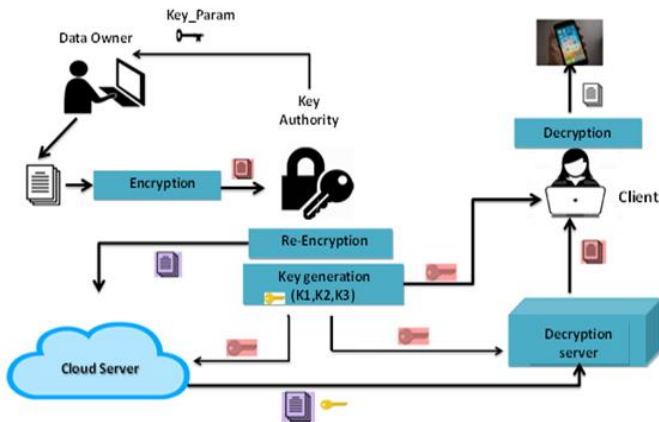 Key_Param
Data Owner
Key
Authority
Decryption
Encryption
Client
Re-Encryption
Key generation
(K1,K2,K3)
Decryption
server
Cloud Server